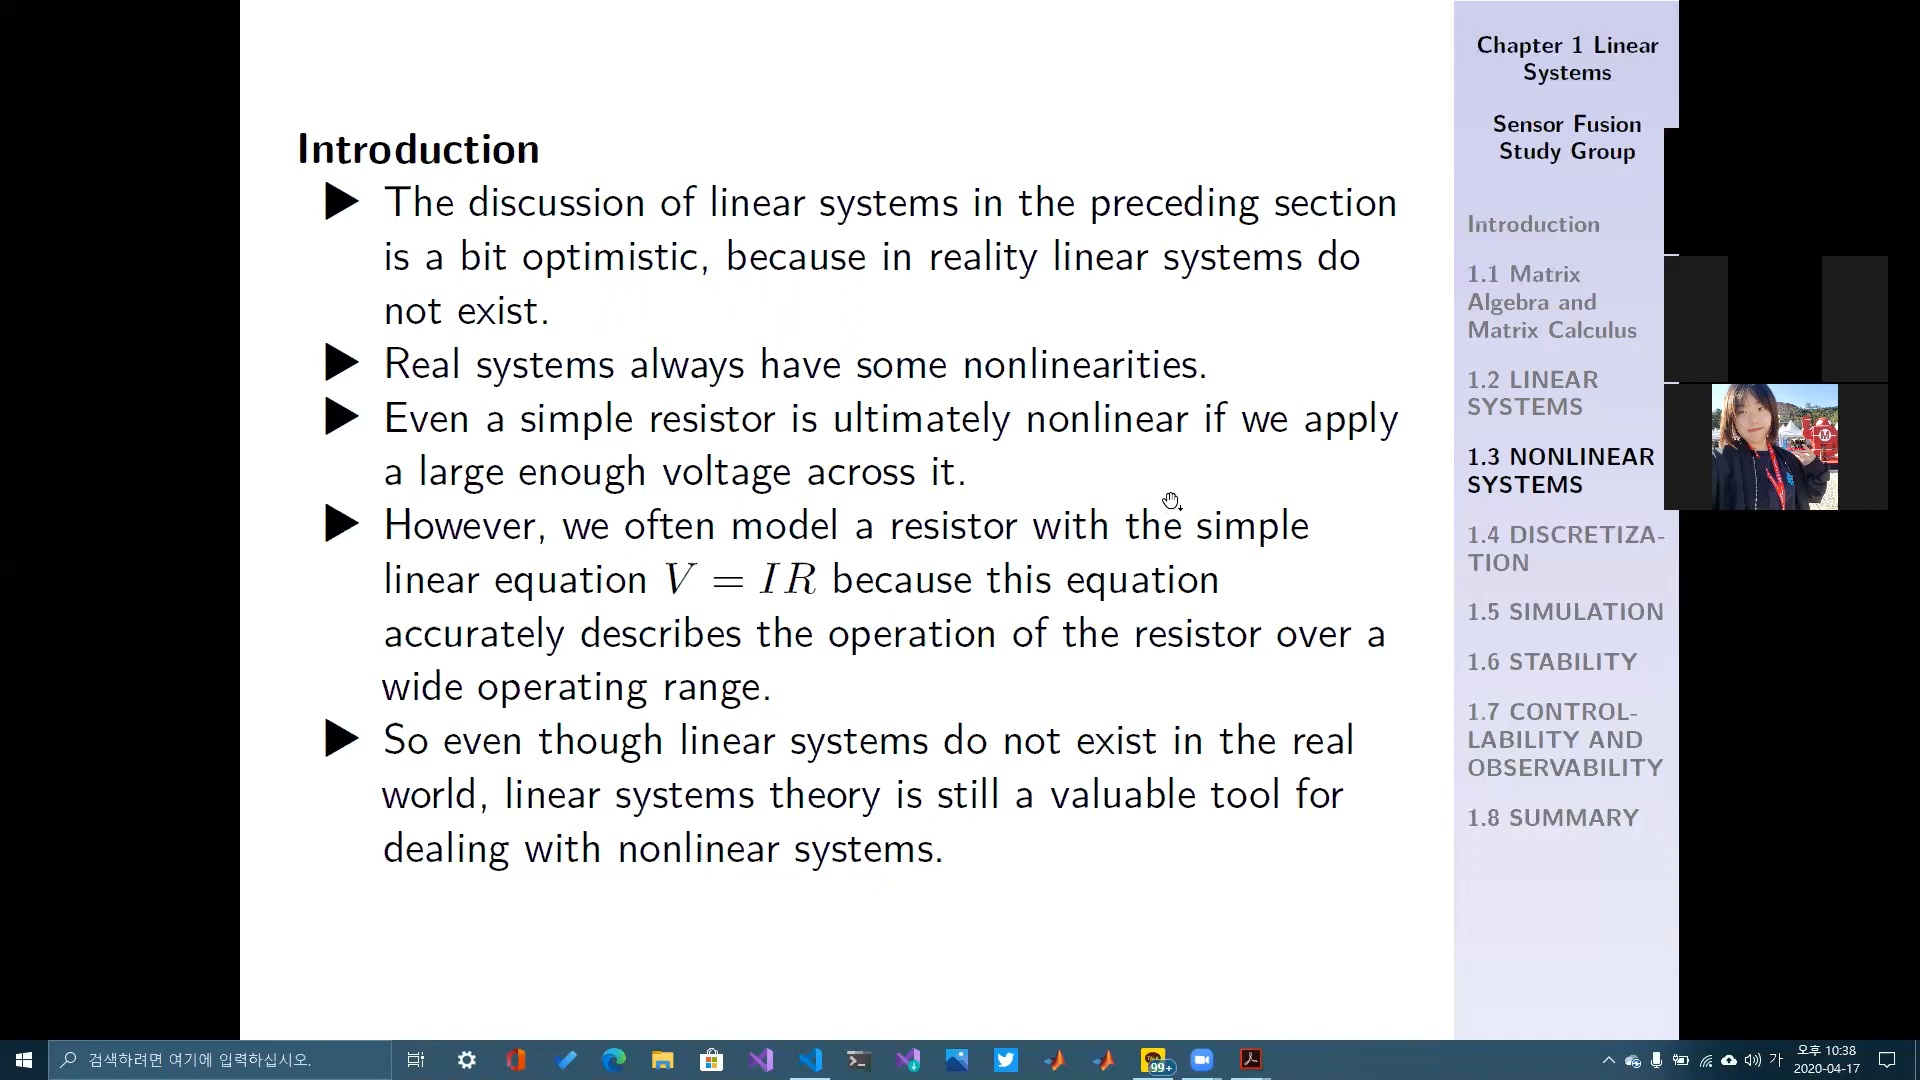 Introduction
▶ The discussion of linear systems in the preceding section
is a bit optimistic, because in reality linear systems do
not exist.
▶ Real systems always have some nonlinearities.
▶ Even a simple resistor is ultimately nonlinear if we apply
a large enough voltage across it.
▶ However, we often model a resistor with the simple
linear equation V = IR because this equation
accurately describes the operation of the resistor over a
wide operating range.
▶ So even though linear systems do not exist in the real
world, linear systems theory is still a valuable tool for
dealing with nonlinear systems.
Chapter 1 Linear
Systems
Sensor Fusion
Study Group
Introduction
1.1 Matrix
Algebra and
Matrix Calculus
1.2 LINEAR
SYSTEMS
1.3 NONLINEAR
SYSTEMS
1.4 DISCRETIZA-
TION
1.5 SIMULATION
1.6 STABILITY
1.7 CONTROL-
LABILITY AND
OBSERVABILITY
1.8 SUMMARY
M
검색하려면 여기에 입력하십시오.
99+
가
오후 10:38
2020-04-17